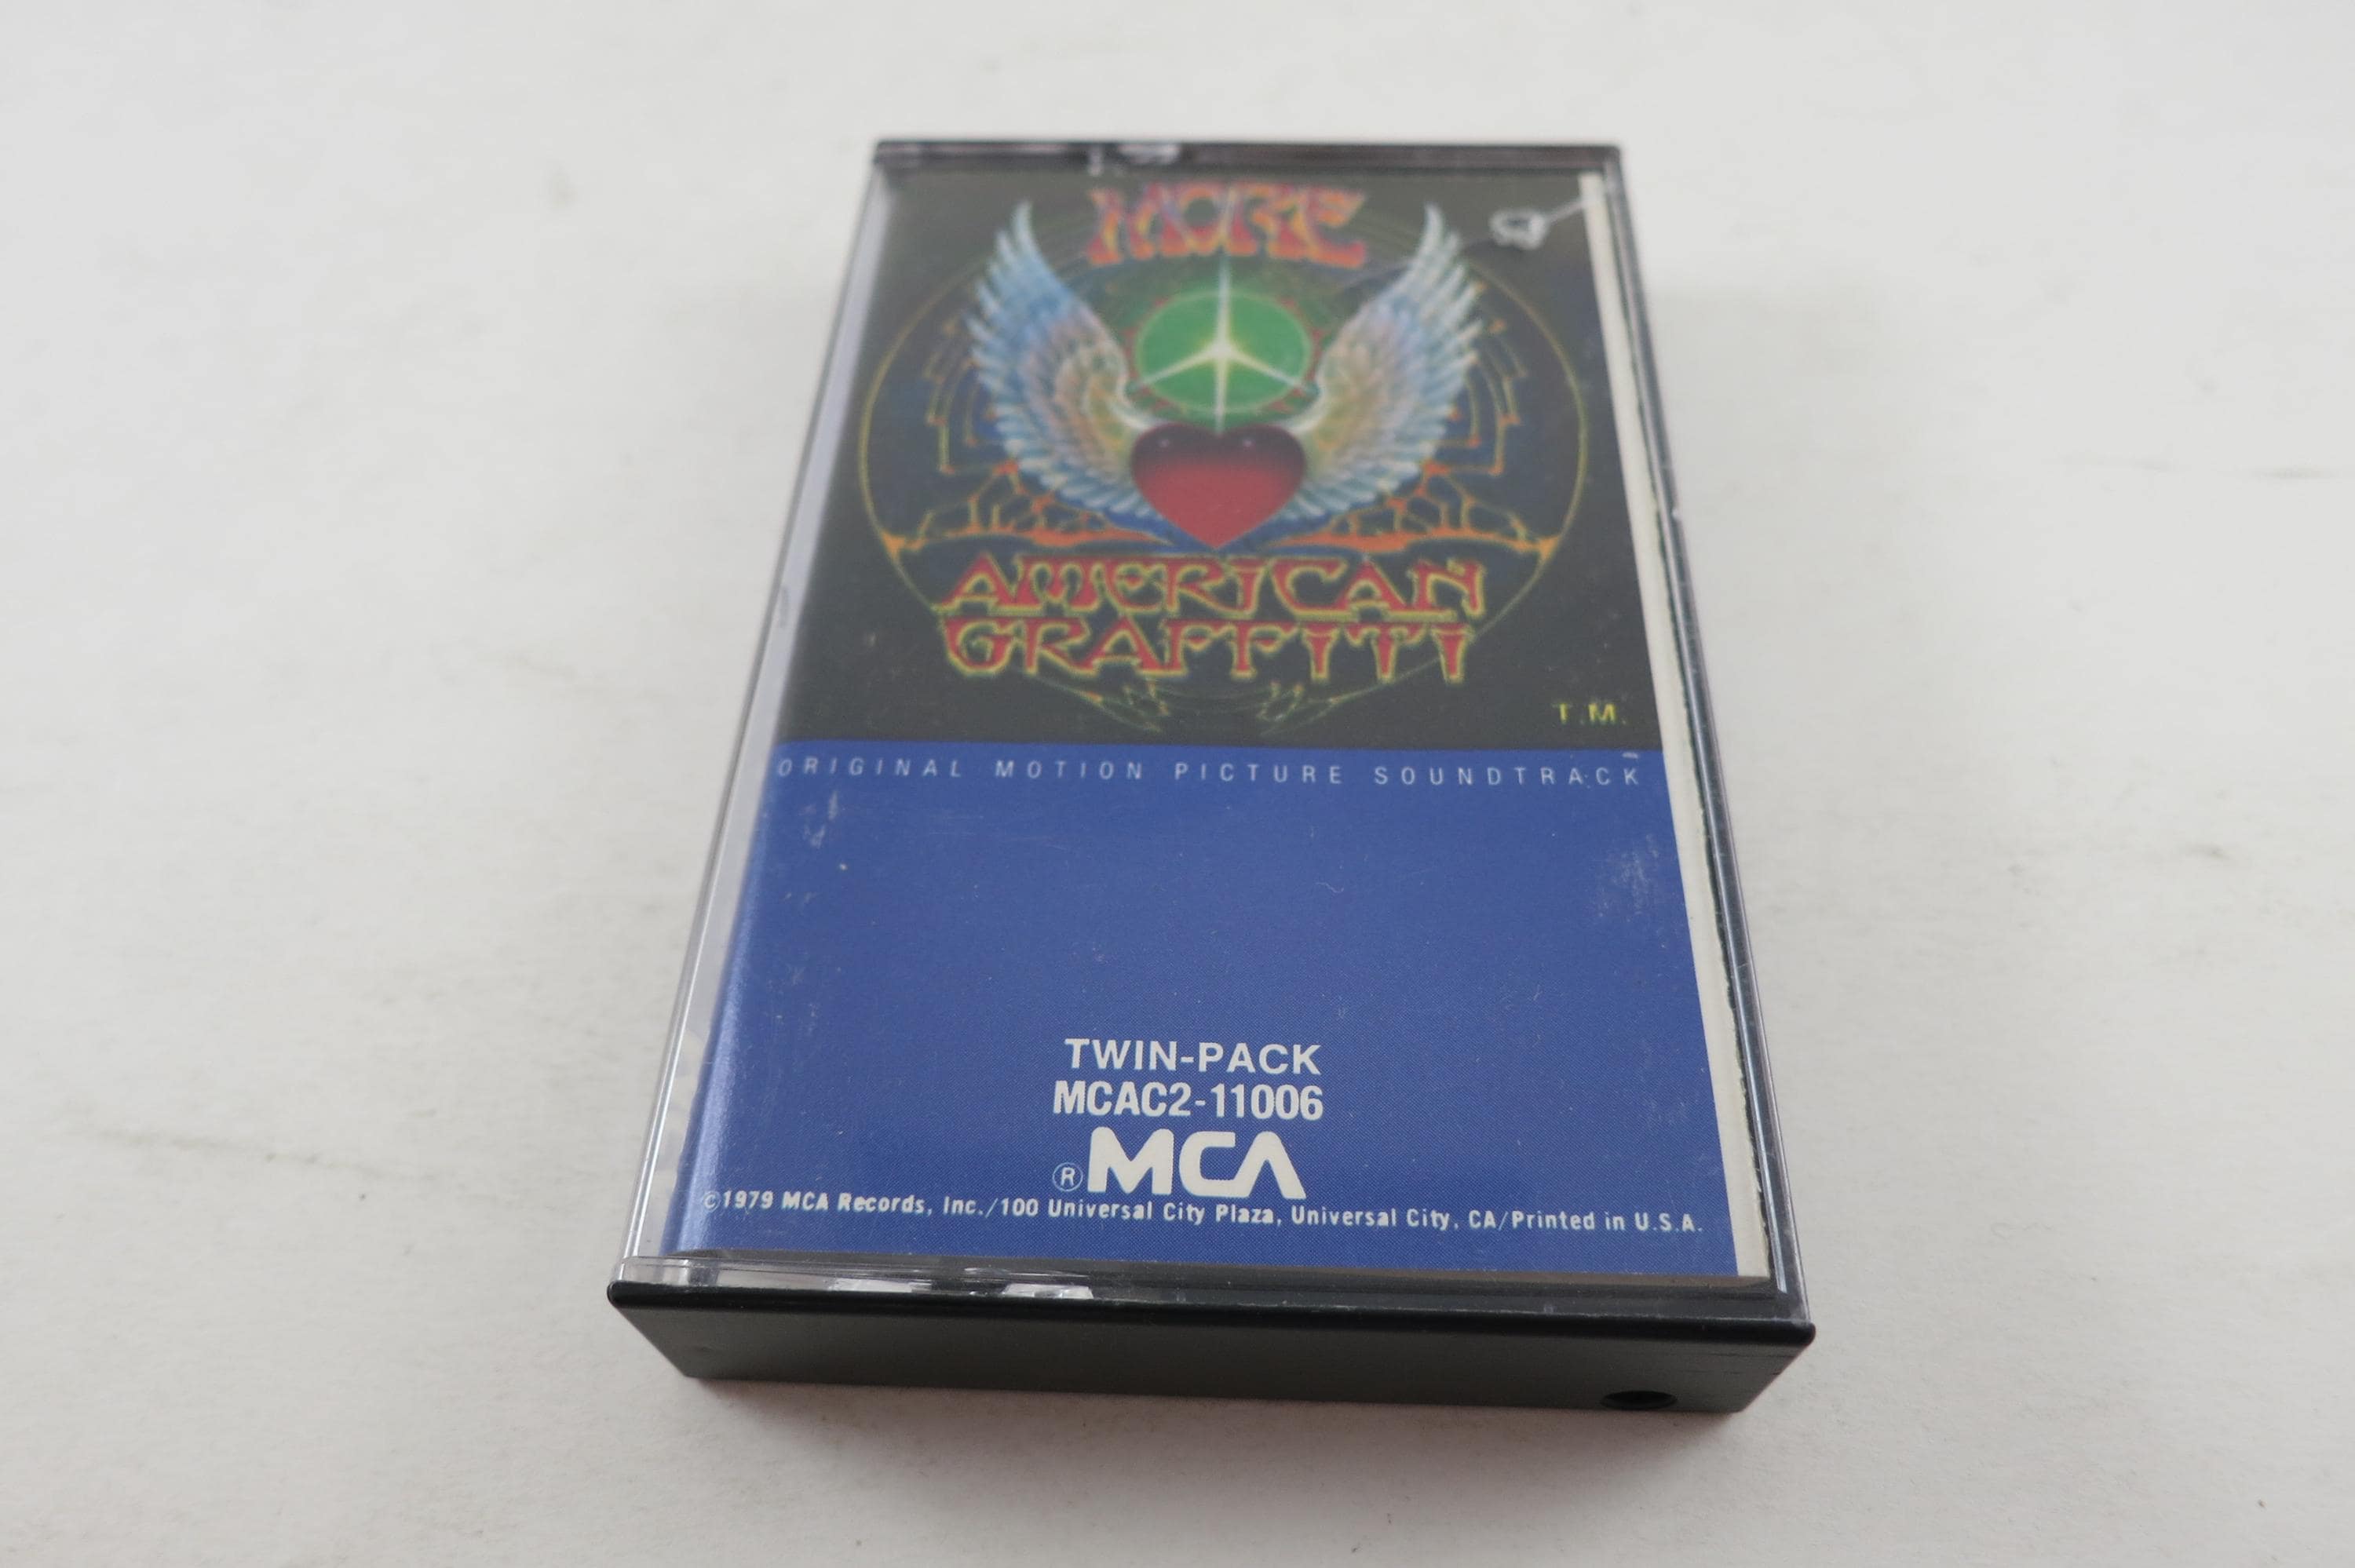 MORE
AMERICAN
GRAFFITI
T.M.
ORIGINAL MOTION PICTURE SOUNDTRACK
TWIN-PACK
MCAC2-11006
®MCA
©1979 MCA Records, Inc./100 Universal City Plaza, Universal City, CA/Printed in U.S.A.